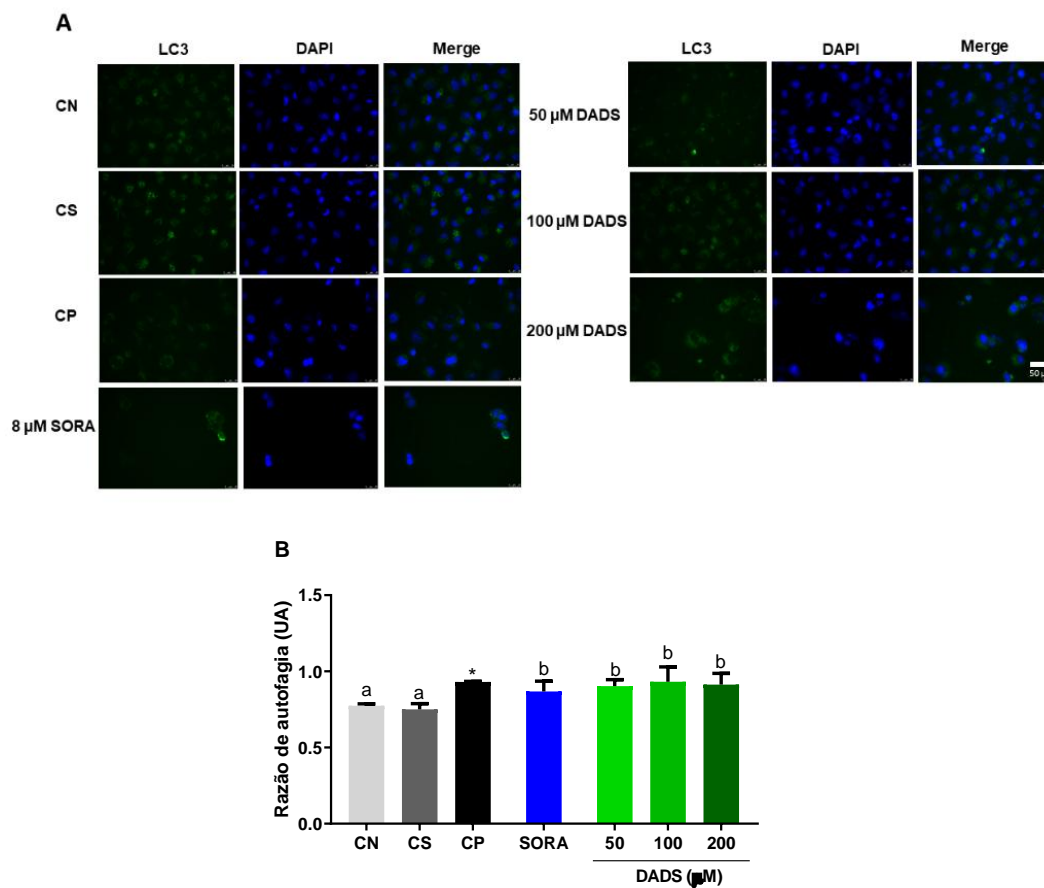 A
LC3 DAPI Merge
CN
CS
CP
8 µM SORA
LC3 DAPI Merge
50 µM DADS
100 µM DADS
200 µM DADS
50 µ
B
Razão de autofagia (UA)
1.5
1.0
0.5
0.0
a a * b b b b
CN CS CP SORA 50 100 200
DADS (µM)